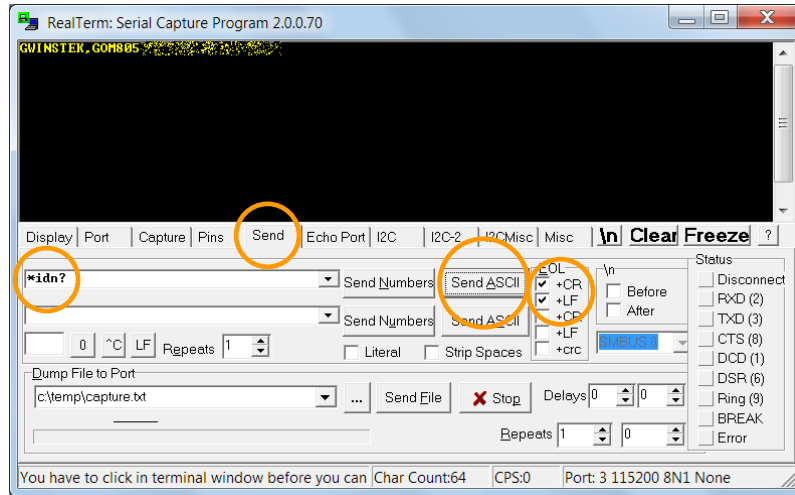 RealTerm: Serial Capture Program 2.0.0.70
GWINSTEK,GOM805
Display Port Capture Pins Send Echo Port I2C I2C-2 I2CMisc Misc \n Clear Freeze ?
*idn? Send Numbers Send ASCII
Send Numbers Send ASCII
0 ^C LF Repeats 1 Literal Strip Spaces
EOL
+CR
+LF
+CR
+LF
+crc
\n
Before
After
SMBUS 8
Status
Disconnect
RXD (2)
TXD (3)
CTS (8)
DCD (1)
DSR (6)
Ring (9)
BREAK
Error
Dump File to Port
c:\temp\capture.txt ... Send File Stop Delays 0 0
Repeats 1 0
You have to click in terminal window before you can Char Count:64 CPS:0 Port: 3 115200 8N1 None